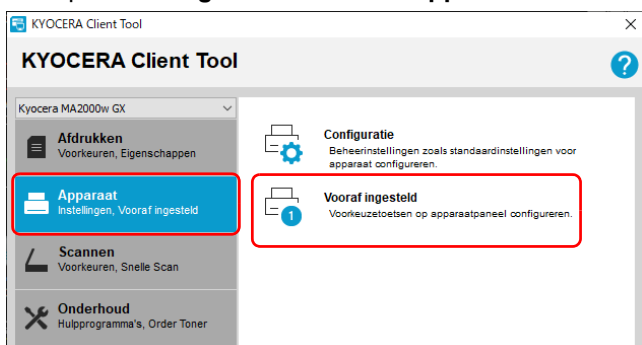 KYOCERA Client Tool
KYOCERA Client Tool
?
Kyocera MA2000w GX
Afdrukken
Voorkeuren, Eigenschappen
Apparaat
Instellingen, Vooraf ingesteld
Scannen
Voorkeuren, Snelle Scan
Onderhoud
Hulpprogramma's, Order Toner
Configuratie
Beheerinstellingen zoals standaardinstellingen voor
apparaat configureren.
1
Vooraf ingesteld
Voorkeuzetoetsen op apparaatpaneel configureren.